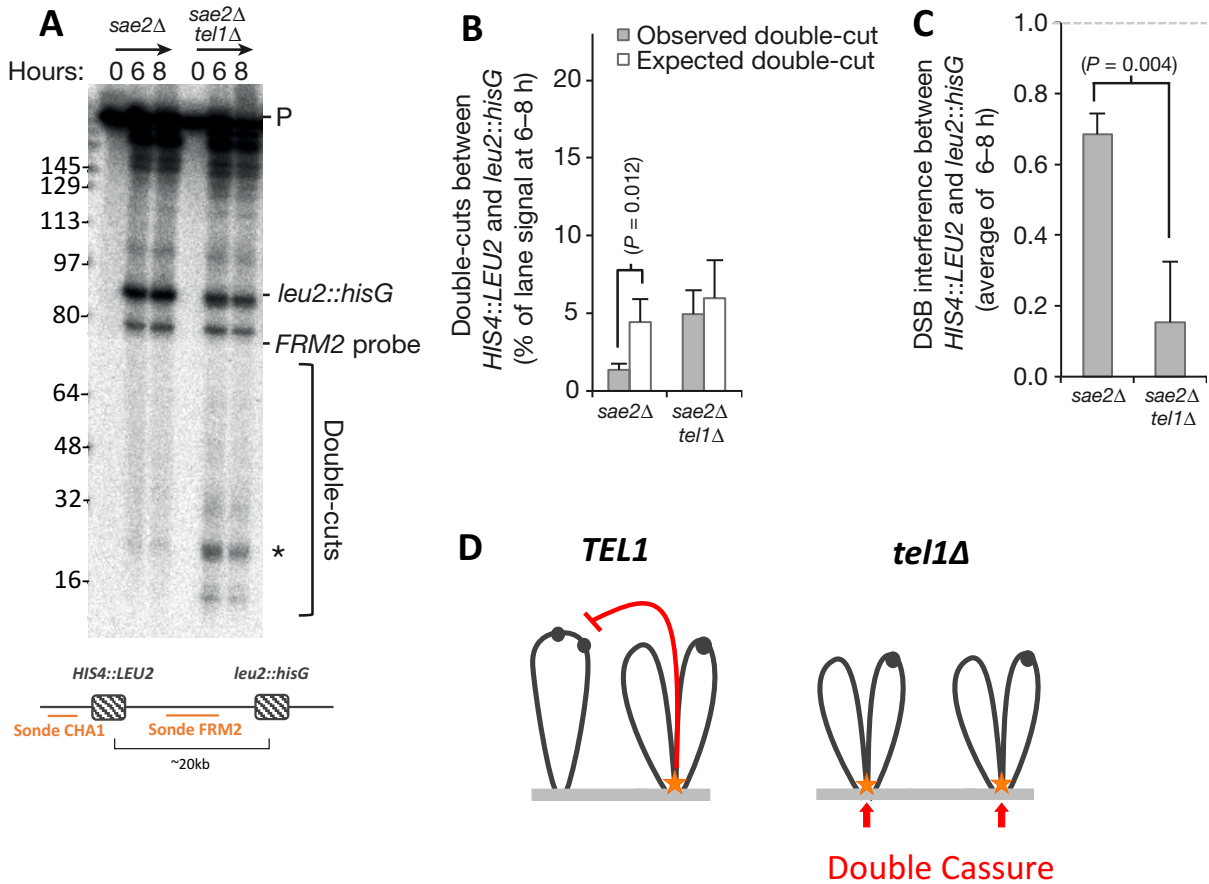 A
sae2Δ
sae2Δ
tel1Δ
Hours: 0 6 8 0 6 8
P
145
129
113
97
leu2::hisG
80
FRM2 probe
64
48
32
*
16
Double-cuts
HIS4::LEU2
leu2::hisG
Sonde CHA1
Sonde FRM2
~20kb
B
Observed double-cut
Expected double-cut
Double-cuts between
HIS4::LEU2 and leu2::hisG
(% of lane signal at 6–8 h)
20
15
10
5
0
(P = 0.012)
sae2Δ
sae2Δ
tel1Δ
C
DSB interference between
HIS4::LEU2 and leu2::hisG
(average of 6–8 h)
1.0
0.8
0.6
0.4
0.2
0.0
(P = 0.004)
sae2Δ
sae2Δ
tel1Δ
D
TEL1
tel1Δ
Double Cassure